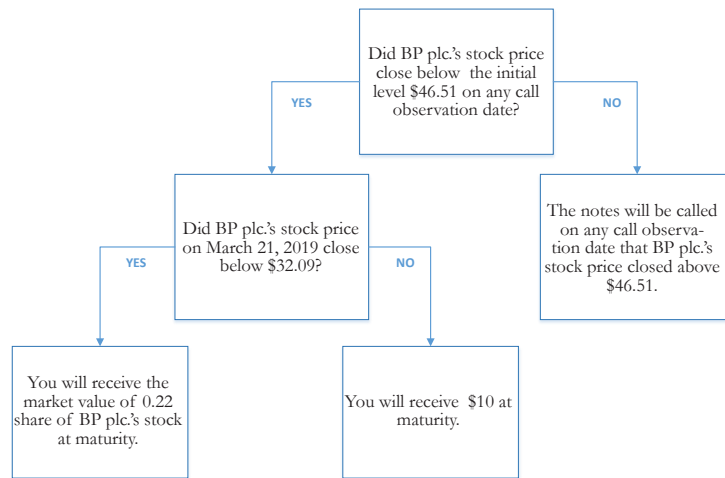 Did BP plc.'s stock price
close below the initial
level $46.51 on any call
observation date?
YES
NO
Did BP plc.'s stock price
on March 21, 2019 close
below $32.09?
The notes will be called
on any call observa-
tion date that BP plc.'s
stock price closed above
$46.51.
YES
NO
You will receive the
market value of 0.22
share of BP plc.'s stock
at maturity.
You will receive $10 at
maturity.